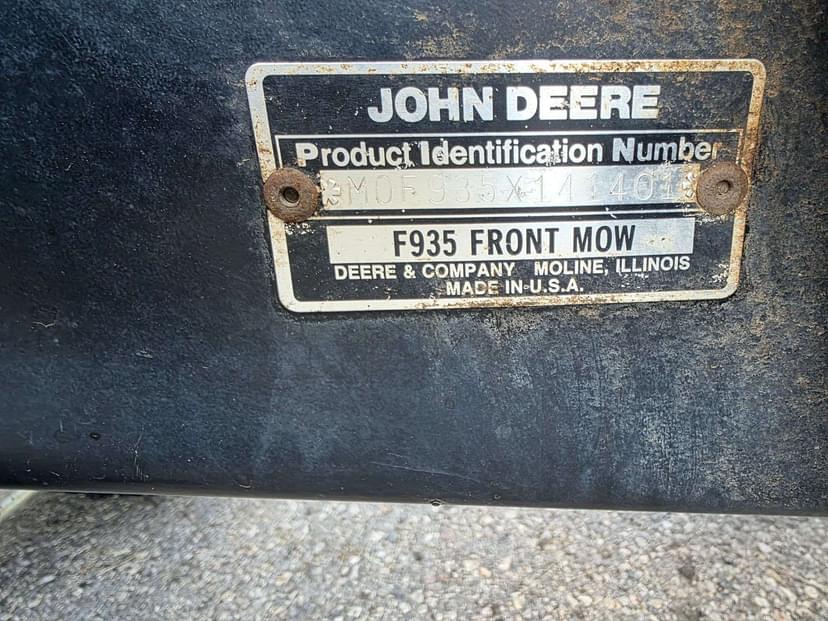 JOHN DEERE
Product Identification Number
F935 FRONT MOW
DEERE & COMPANY MOLINE, ILLINOIS
MADE IN U.S.A.